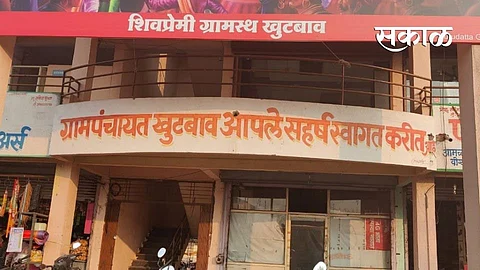 शिवप्रेमी ग्रामस्थ खुटबाव
सकाळ
ग्रामपंचायत खुटबाव आपले सहर्ष स्वागत करीत
अर्स